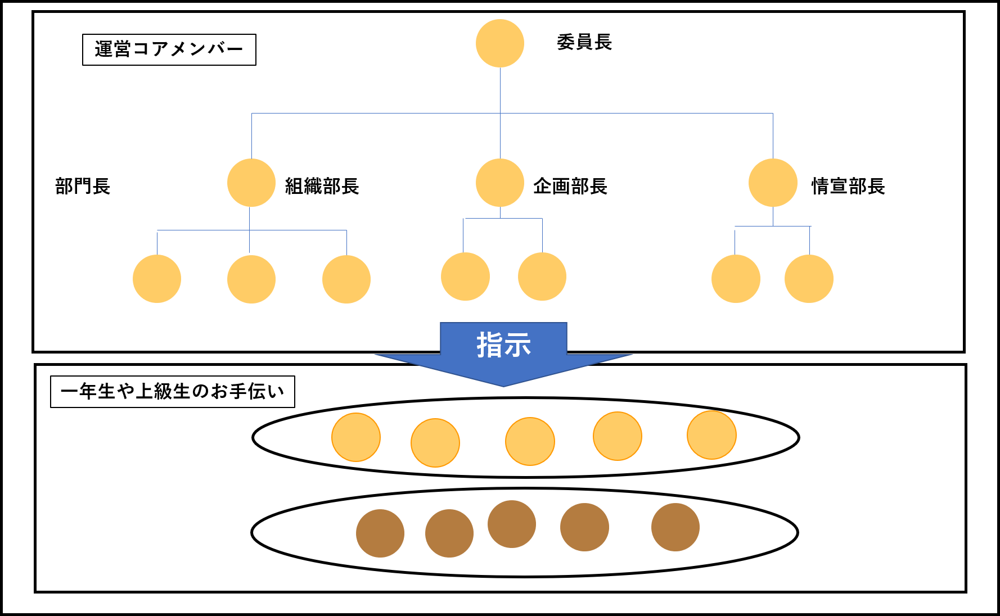 運営コアメンバー
委員長
部門長
組織部長
企画部長
情宣部長
指示
一年生や上級生のお手伝い